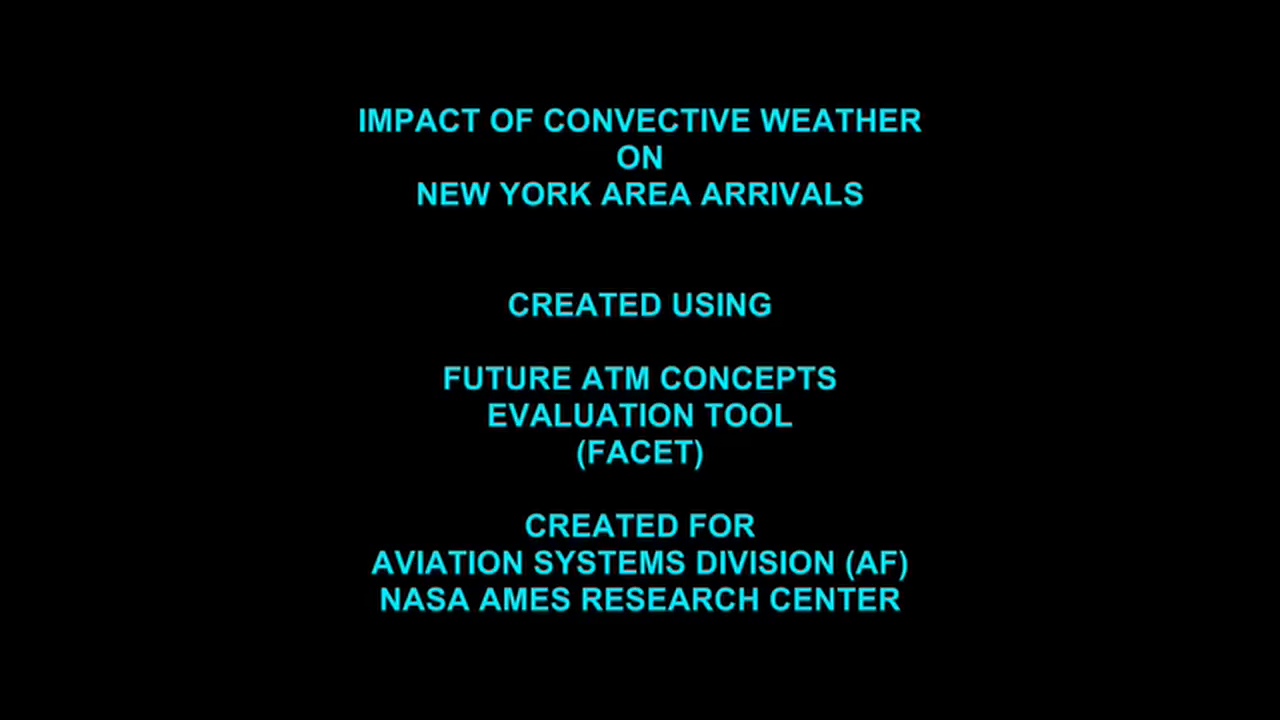 IMPACT OF CONVECTIVE WEATHER
ON
NEW YORK AREA ARRIVALS
CREATED USING
FUTURE ATM CONCEPTS
EVALUATION TOOL
(FACET)
CREATED FOR
AVIATION SYSTEMS DIVISION (AF)
NASA AMES RESEARCH CENTER